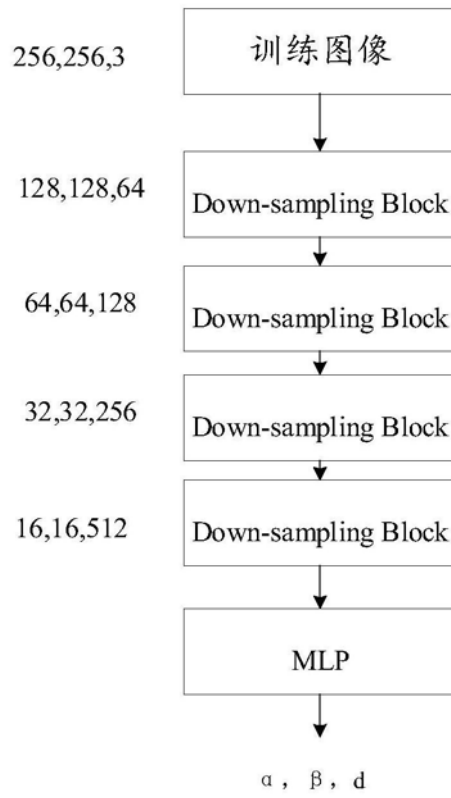 256,256,3
训练图像
128,128,64
Down-sampling Block
64,64,128
Down-sampling Block
32,32,256
Down-sampling Block
16,16,512
Down-sampling Block
MLP
α, β, d